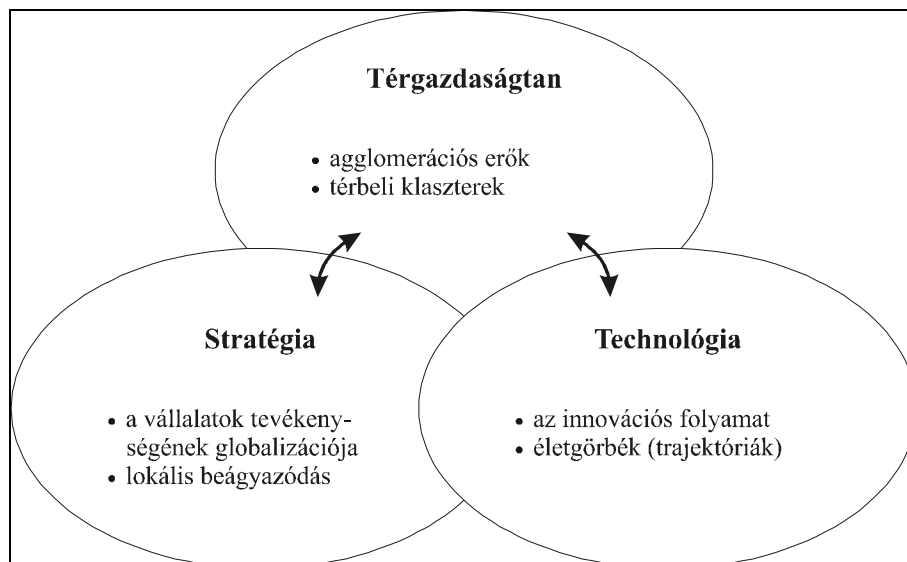 Térgazdaságtan
• agglomerációs erők
• térbeli klaszterek
Stratégia
• a vállalatok tevékeny-
ségének globalizációja
• lokális beágyazódás
Technológia
• az innovációs folyamat
• életgörbék (trajektóriák)